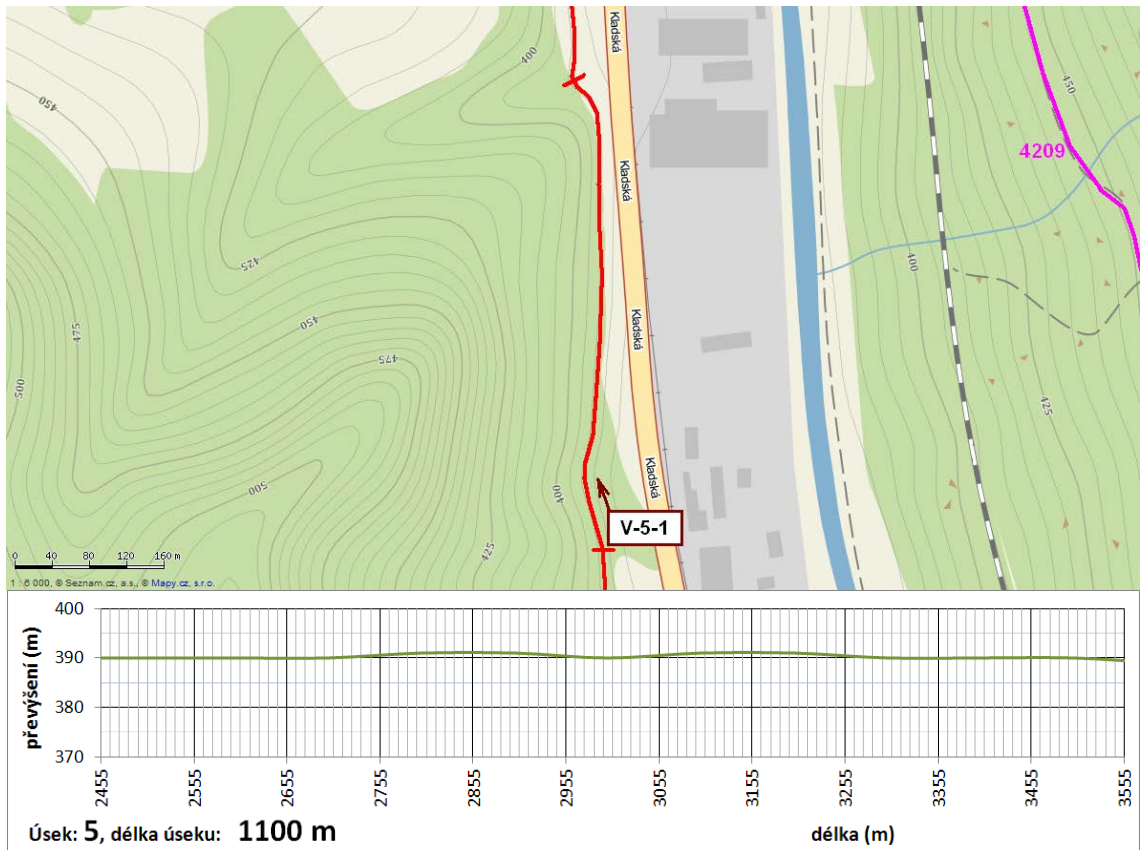 400
450
Kladská
450
4209
Kladská
425
400
450
Kladská
475
475
500
425
Kladská
500
400
V-5-1
425
0 40 80 120 160 m
1 : 6 000, © Seznam.cz, a.s., © Mapy.cz, s.r.o.
převýšení (m)
400
390
380
370
2455 2555 2655 2755 2855 2955 3055 3155 3255 3355 3455 3555
Úsek: 5, délka úseku: 1100 m
délka (m)